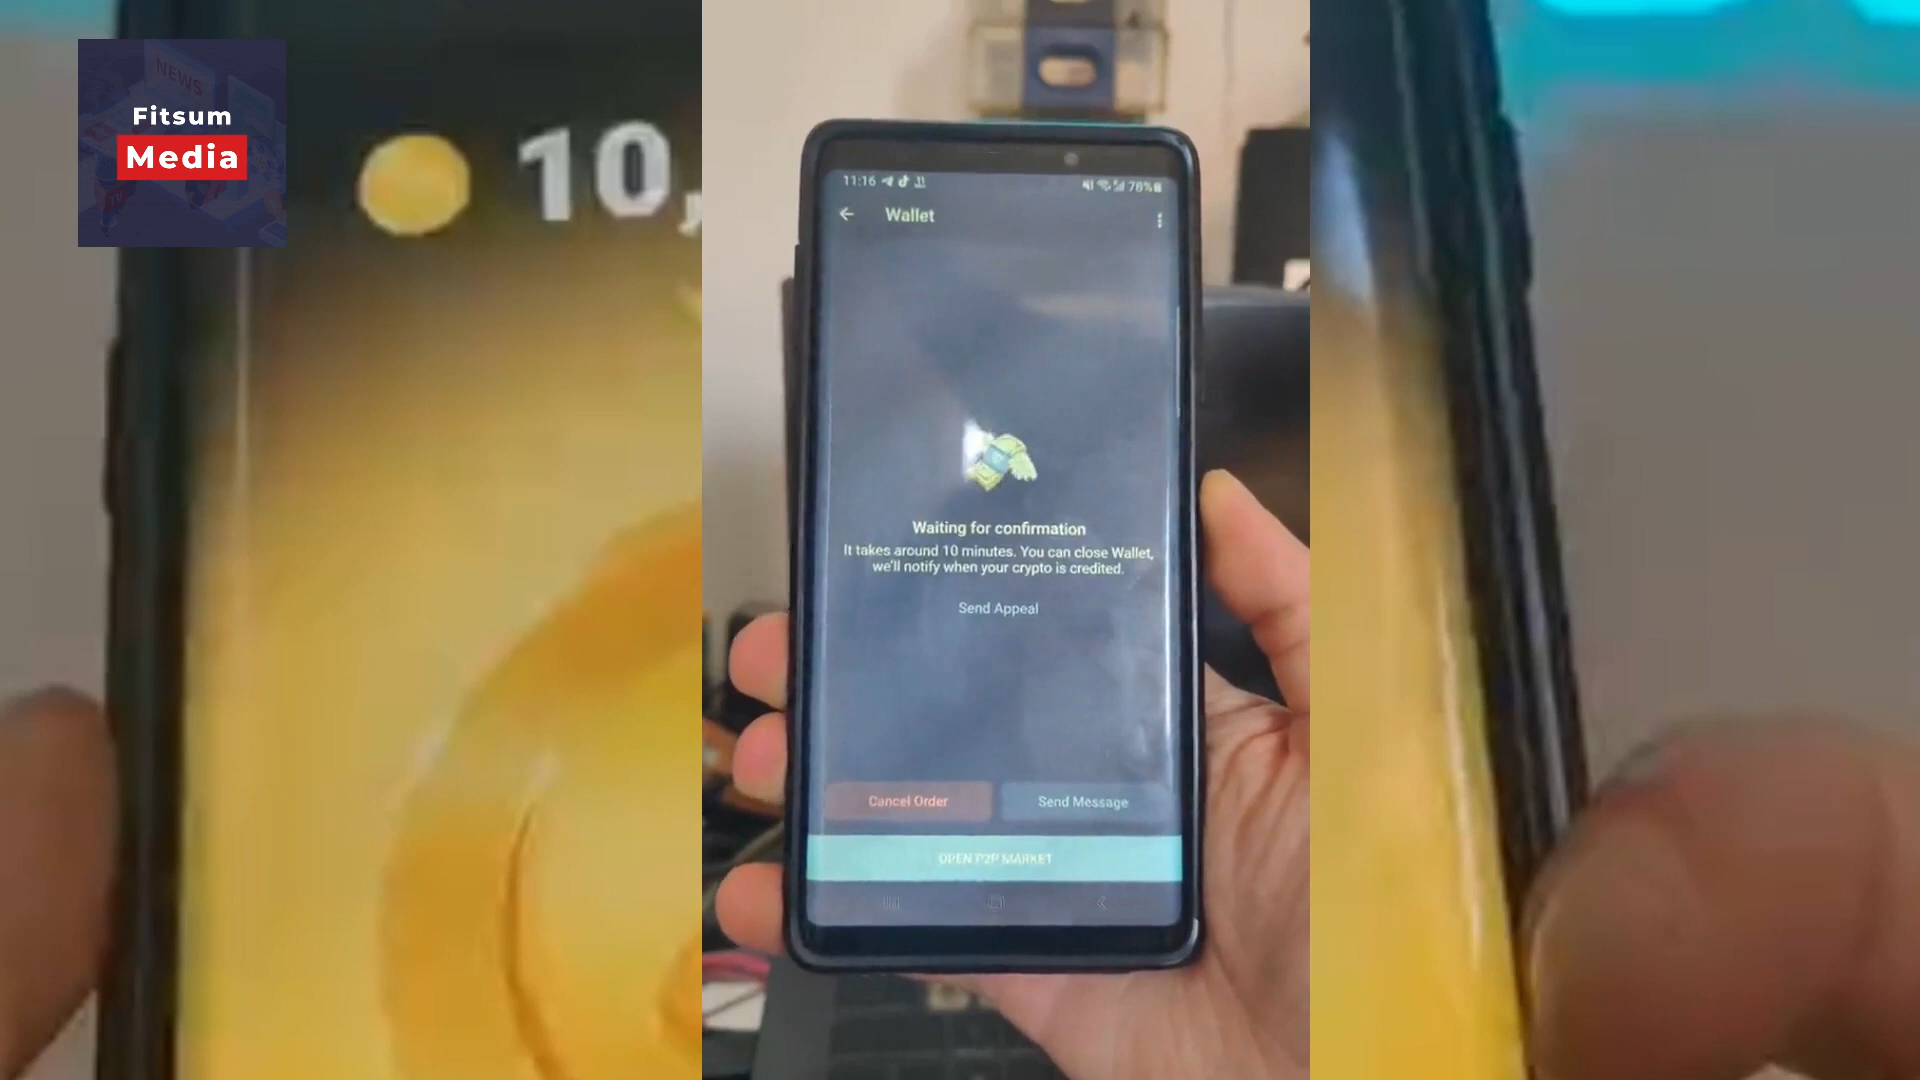 NEWS
Fitsum
Media
10,
11:16
78%
Wallet
Waiting for confirmation
It takes around 10 minutes. You can close Wallet,
we'll notify when your crypto is credited.
Send Appeal
Cancel Order
Send Message
OPEN P2P MARKET